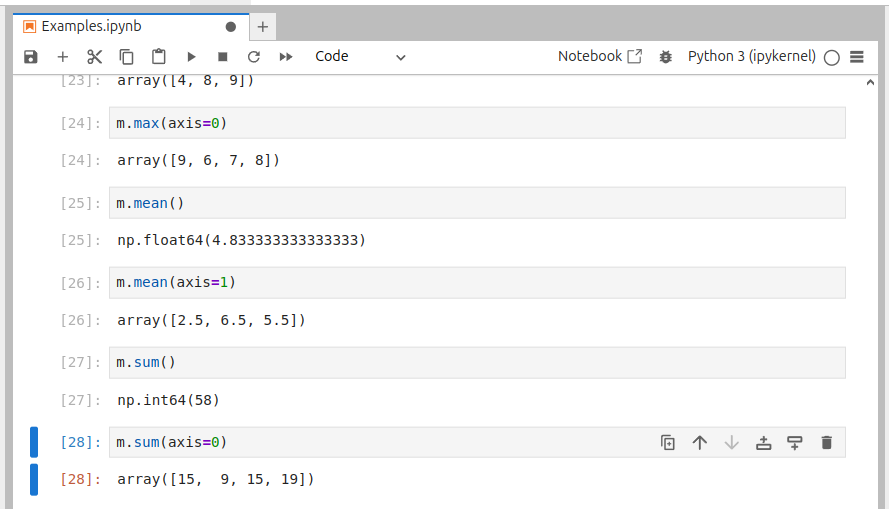 Examples.ipynb
Code
Notebook
Python 3 (ipykernel)
[23]: array([4, 8, 9])
[24]: m.max(axis=0)
[24]: array([9, 6, 7, 8])
[25]: m.mean()
[25]: np.float64(4.833333333333333)
[26]: m.mean(axis=1)
[26]: array([2.5, 6.5, 5.5])
[27]: m.sum()
[27]: np.int64(58)
[28]: m.sum(axis=0)
[28]: array([15,  9, 15, 19])